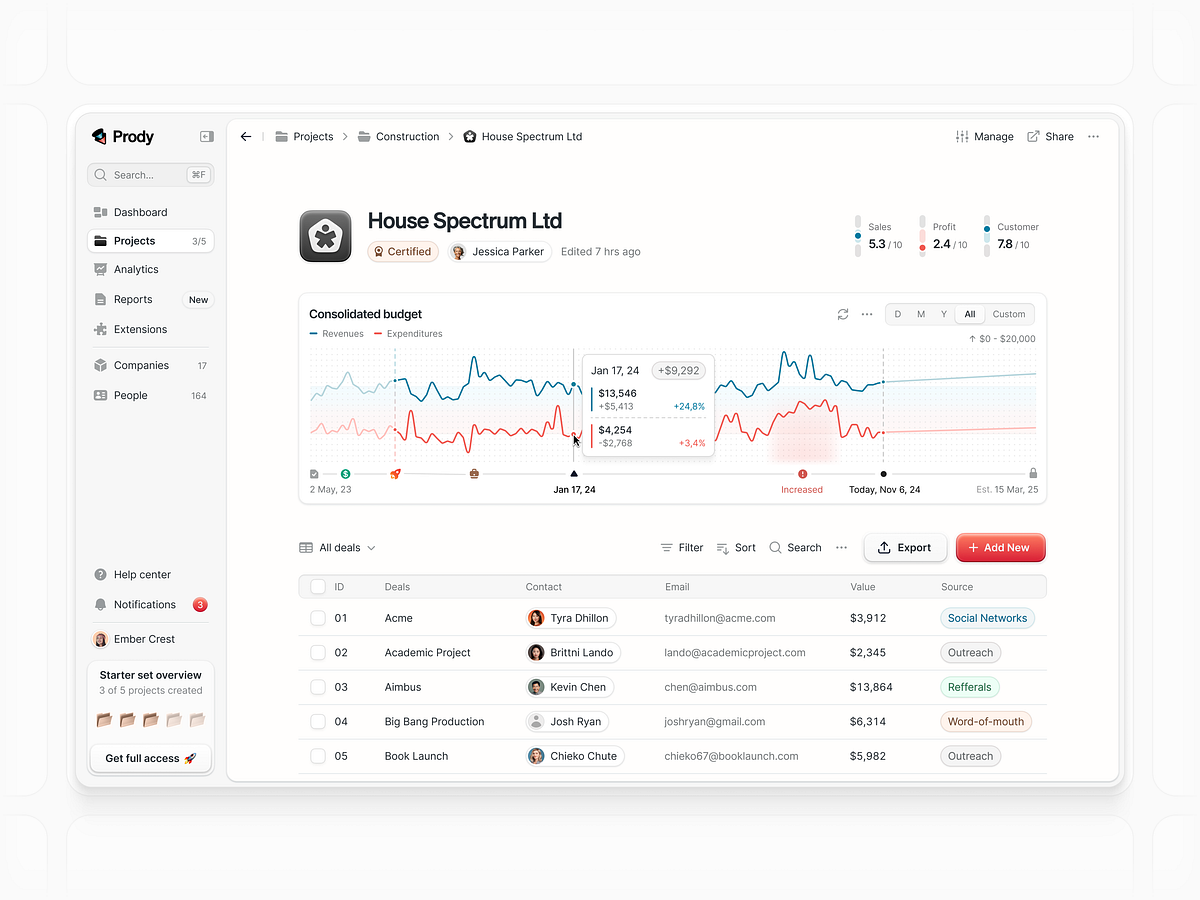 Prody
Search... ⌘F
Dashboard
Projects 3/5
Analytics
Reports New
Extensions
Companies 17
People 164
Help center
Notifications 3
Ember Crest
Starter set overview
3 of 5 projects created
Get full access 🚀
Projects > Construction > House Spectrum Ltd
Manage Share ...
House Spectrum Ltd
Certified Jessica Parker Edited 7 hrs ago
Sales
5.3 / 10
Profit
2.4 / 10
Customer
7.8 / 10
Consolidated budget
D M Y All Custom
Revenues Expenditures
↑ $0 - $20,000
Jan 17, 24 +$9,292
$13,546
+$5,413 +24,8%
$4,254
-$2,768 +3,4%
2 May, 23 Jan 17, 24 Increased Today, Nov 6, 24 Est. 15 Mar, 25
All deals
Filter Sort Search ... Export + Add New
ID Deals Contact Email Value Source
01 Acme Tyra Dhillon tyradhillon@acme.com $3,912 Social Networks
02 Academic Project Brittni Lando lando@academicproject.com $2,345 Outreach
03 Aimbus Kevin Chen chen@aimbus.com $13,864 Refferals
04 Big Bang Production Josh Ryan joshryan@gmail.com $6,314 Word-of-mouth
05 Book Launch Chieko Chute chieko67@booklaunch.com $5,982 Outreach